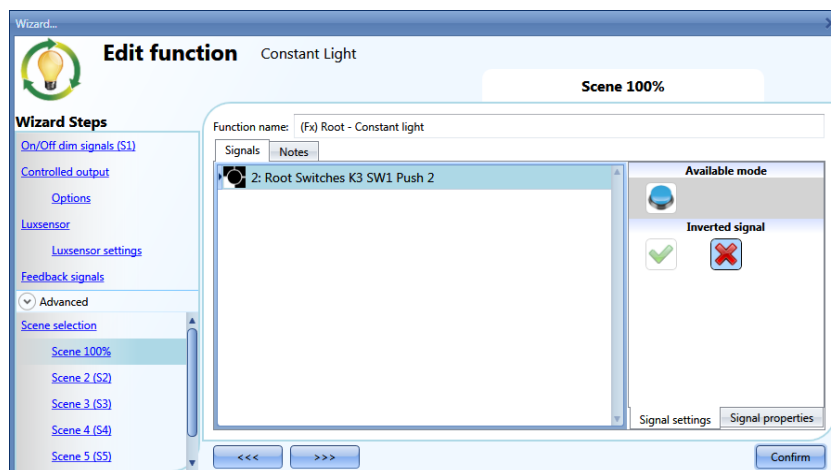 Wizard...
Edit function Constant Light
Scene 100%
Wizard Steps
On/Off dim signals (S1)
Controlled output
Options
Luxsensor
Luxsensor settings
Feedback signals
Advanced
Scene selection
Scene 100%
Scene 2 (S2)
Scene 3 (S3)
Scene 4 (S4)
Scene 5 (S5)
Function name: (Fx) Root - Constant light
Signals Notes
2: Root Switches K3 SW1 Push 2
Available mode
Inverted signal
Signal settings Signal properties
<<< >>> Confirm